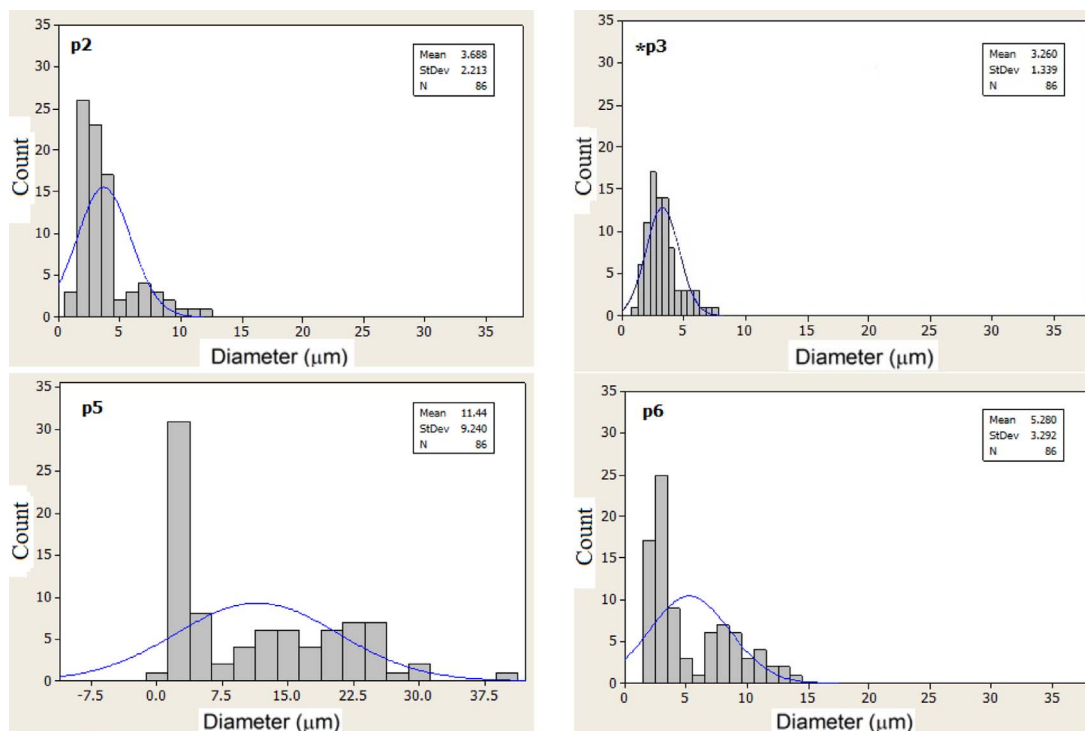 p2
Mean 3.688
StDev 2.213
N 86
35
30
25
20
15
10
5
0
Count
0 5 10 15 20 25 30 35
Diameter (μm)
*p3
Mean 3.260
StDev 1.339
N 86
35
30
25
20
15
10
5
0
Count
0 5 10 15 20 25 30 35
Diameter (μm)
p5
Mean 11.44
StDev 9.240
N 86
35
30
25
20
15
10
5
0
Count
-7.5 0.0 7.5 15.0 22.5 30.0 37.5
Diameter (μm)
p6
Mean 5.280
StDev 3.292
N 86
35
30
25
20
15
10
5
0
Count
0 5 10 15 20 25 30 35
Diameter (μm)